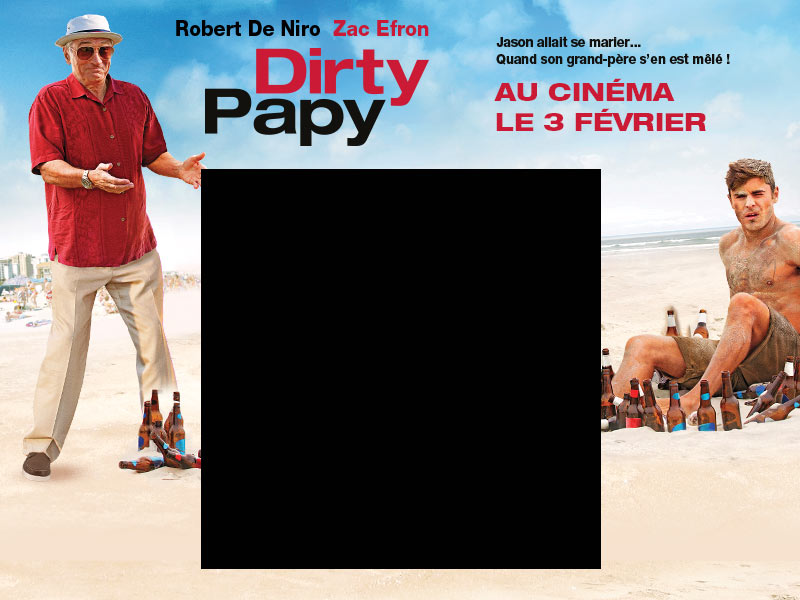 Robert De Niro Zac Efron
Dirty
Papy
Jason allait se marier...
Quand son grand-père s'en est mêlé !
AU CINÉMA
LE 3 FÉVRIER